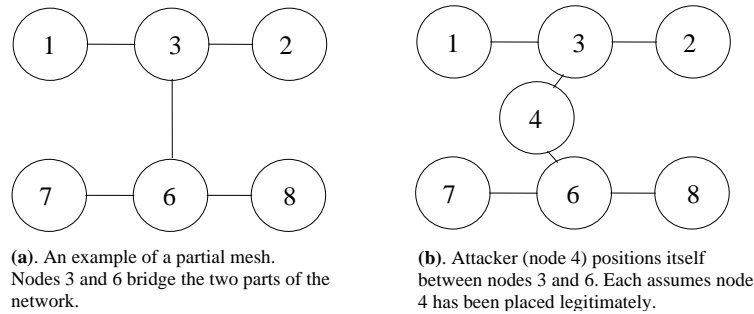 1 3 2
1 3 2
4
7 6 8
7 6 8
(a). An example of a partial mesh.
Nodes 3 and 6 bridge the two parts of the
network.
(b). Attacker (node 4) positions itself
between nodes 3 and 6. Each assumes node
4 has been placed legitimately.